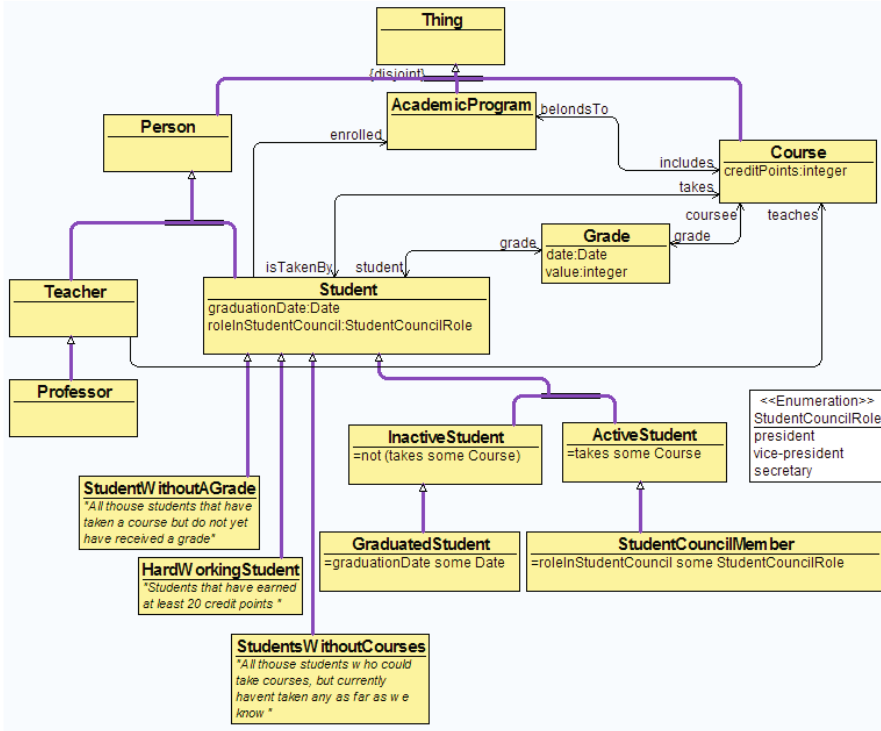 Thing
{disjoint}
AcademicProgram
belondsTo
Person
enrolled
Course
includes
creditPoints:integer
takes
coursee
teaches
Grade
grade
grade
date:Date
value:integer
isTakenBy
student
Teacher
Student
graduationDate:Date
roleInStudentCouncil:StudentCouncilRole
Professor
<<Enumeration>>
StudentCouncilRole
president
vice-president
secretary
InactiveStudent
=not (takes some Course)
ActiveStudent
=takes some Course
StudentWithoutAGrade
"All thouse students that have
taken a course but do not yet
have received a grade"
GraduatedStudent
=graduationDate some Date
StudentCouncilMember
=roleInStudentCouncil some StudentCouncilRole
HardWorkingStudent
"Students that have earned
at least 20 credit points "
StudentsWithoutCourses
"All thouse students who could
take courses, but currently
havent taken any as far as we
know "